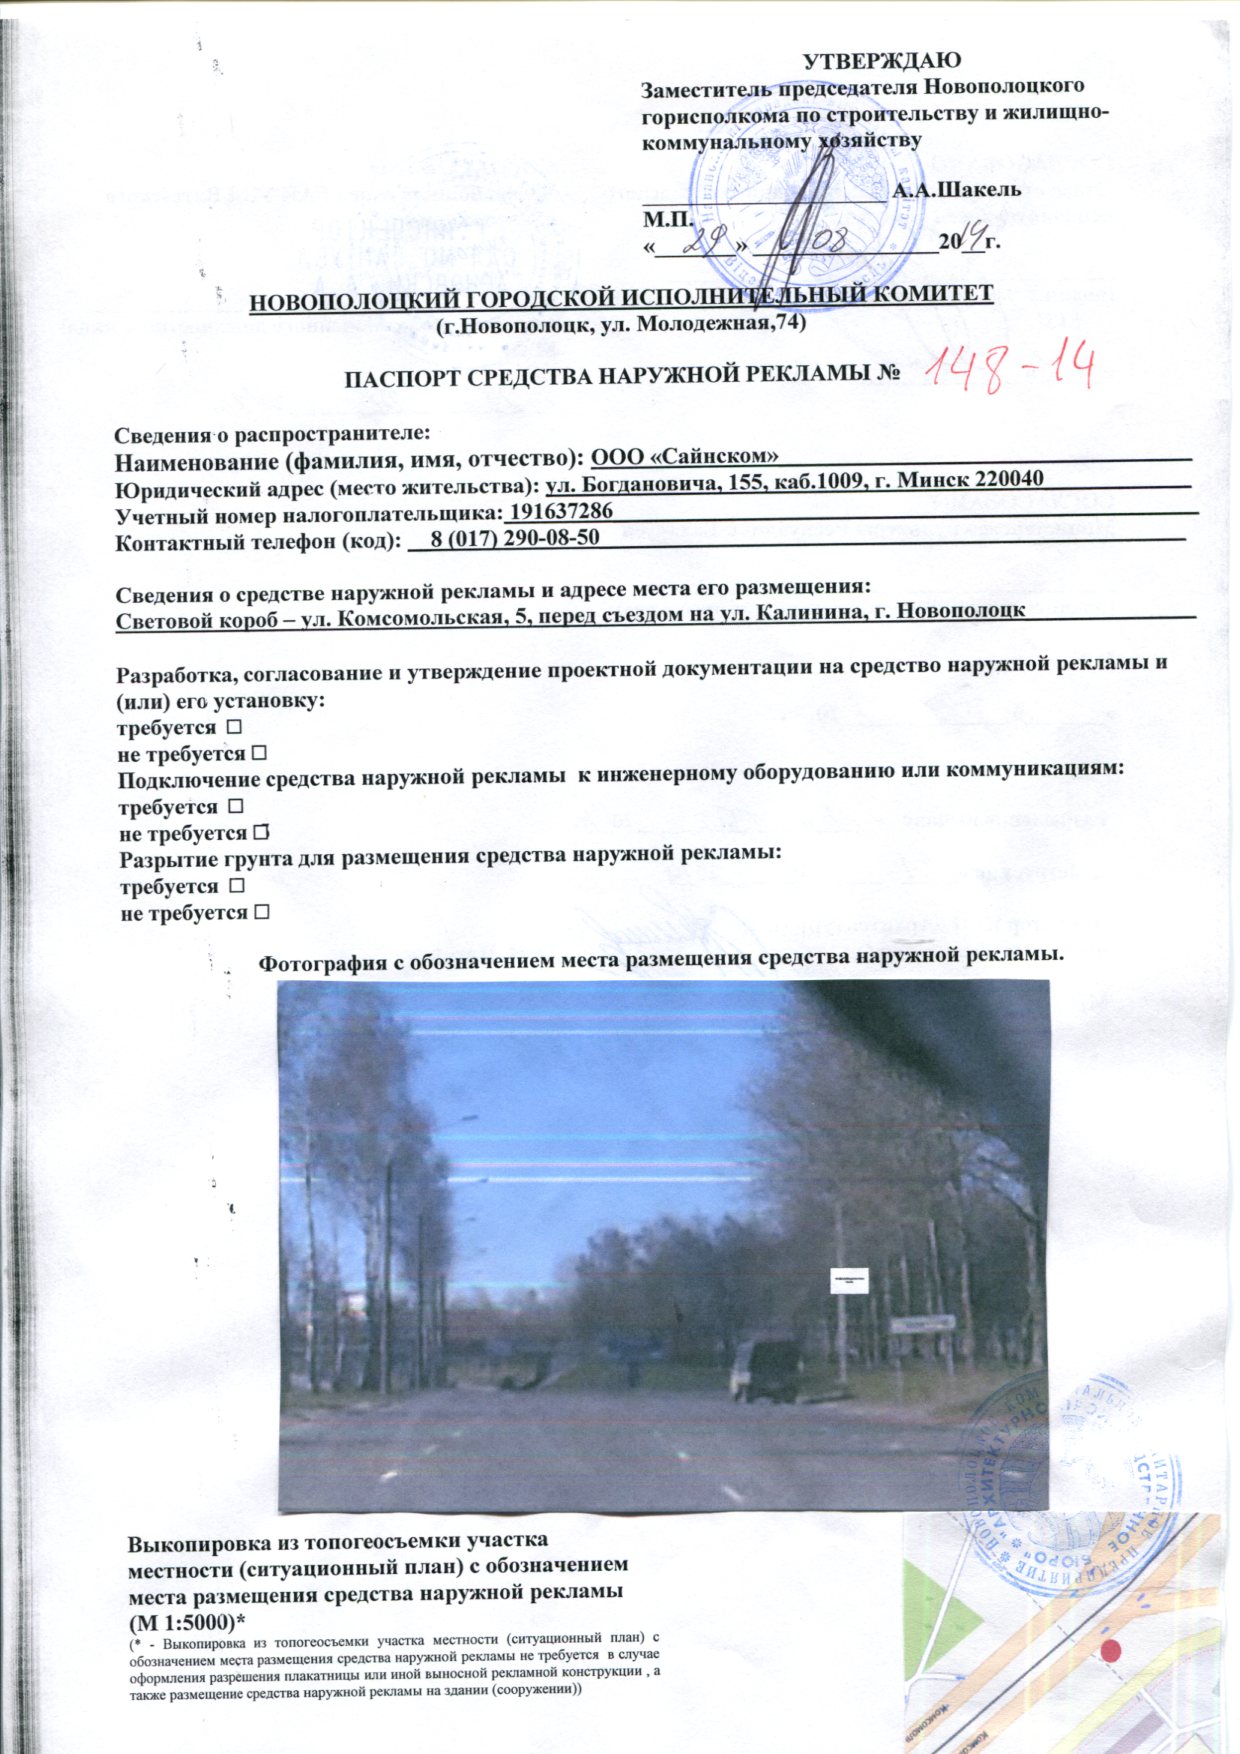 УТВЕРЖДАЮ
Заместитель председателя Новополоцкого
горисполкома по строительству и жилищно-
коммунальному хозяйству
А.А.Шакель
М.П.
« 29 » 08 2014г.
НОВОПОЛОЦКИЙ ГОРОДСКОЙ ИСПОЛНИТЕЛЬНЫЙ КОМИТЕТ
(г.Новополоцк, ул. Молодежная,74)
ПАСПОРТ СРЕДСТВА НАРУЖНОЙ РЕКЛАМЫ № 148-14
Сведения о распространителе:
Наименование (фамилия, имя, отчество): ООО «Сайнском»
Юридический адрес (место жительства): ул. Богдановича, 155, каб.1009, г. Минск 220040
Учетный номер налогоплательщика: 191637286
Контактный телефон (код): 8 (017) 290-08-50
Сведения о средстве наружной рекламы и адресе места его размещения:
Световой короб – ул. Комсомольская, 5, перед съездом на ул. Калинина, г. Новополоцк
Разработка, согласование и утверждение проектной документации на средство наружной рекламы и
(или) его установку:
требуется ☐
не требуется ☐
Подключение средства наружной рекламы к инженерному оборудованию или коммуникациям:
требуется ☐
не требуется ☐
Разрытие грунта для размещения средства наружной рекламы:
требуется ☐
не требуется ☐
Фотография с обозначением места размещения средства наружной рекламы.
Выкопировка из топогеосъемки участка
местности (ситуационный план) с обозначением
места размещения средства наружной рекламы
(М 1:5000)*
(* - Выкопировка из топогеосъемки участка местности (ситуационный план) с
обозначением места размещения средства наружной рекламы не требуется в случае
оформления разрешения плакатницы или иной выносной рекламной конструкции , а
также размещение средства наружной рекламы на здании (сооружении))